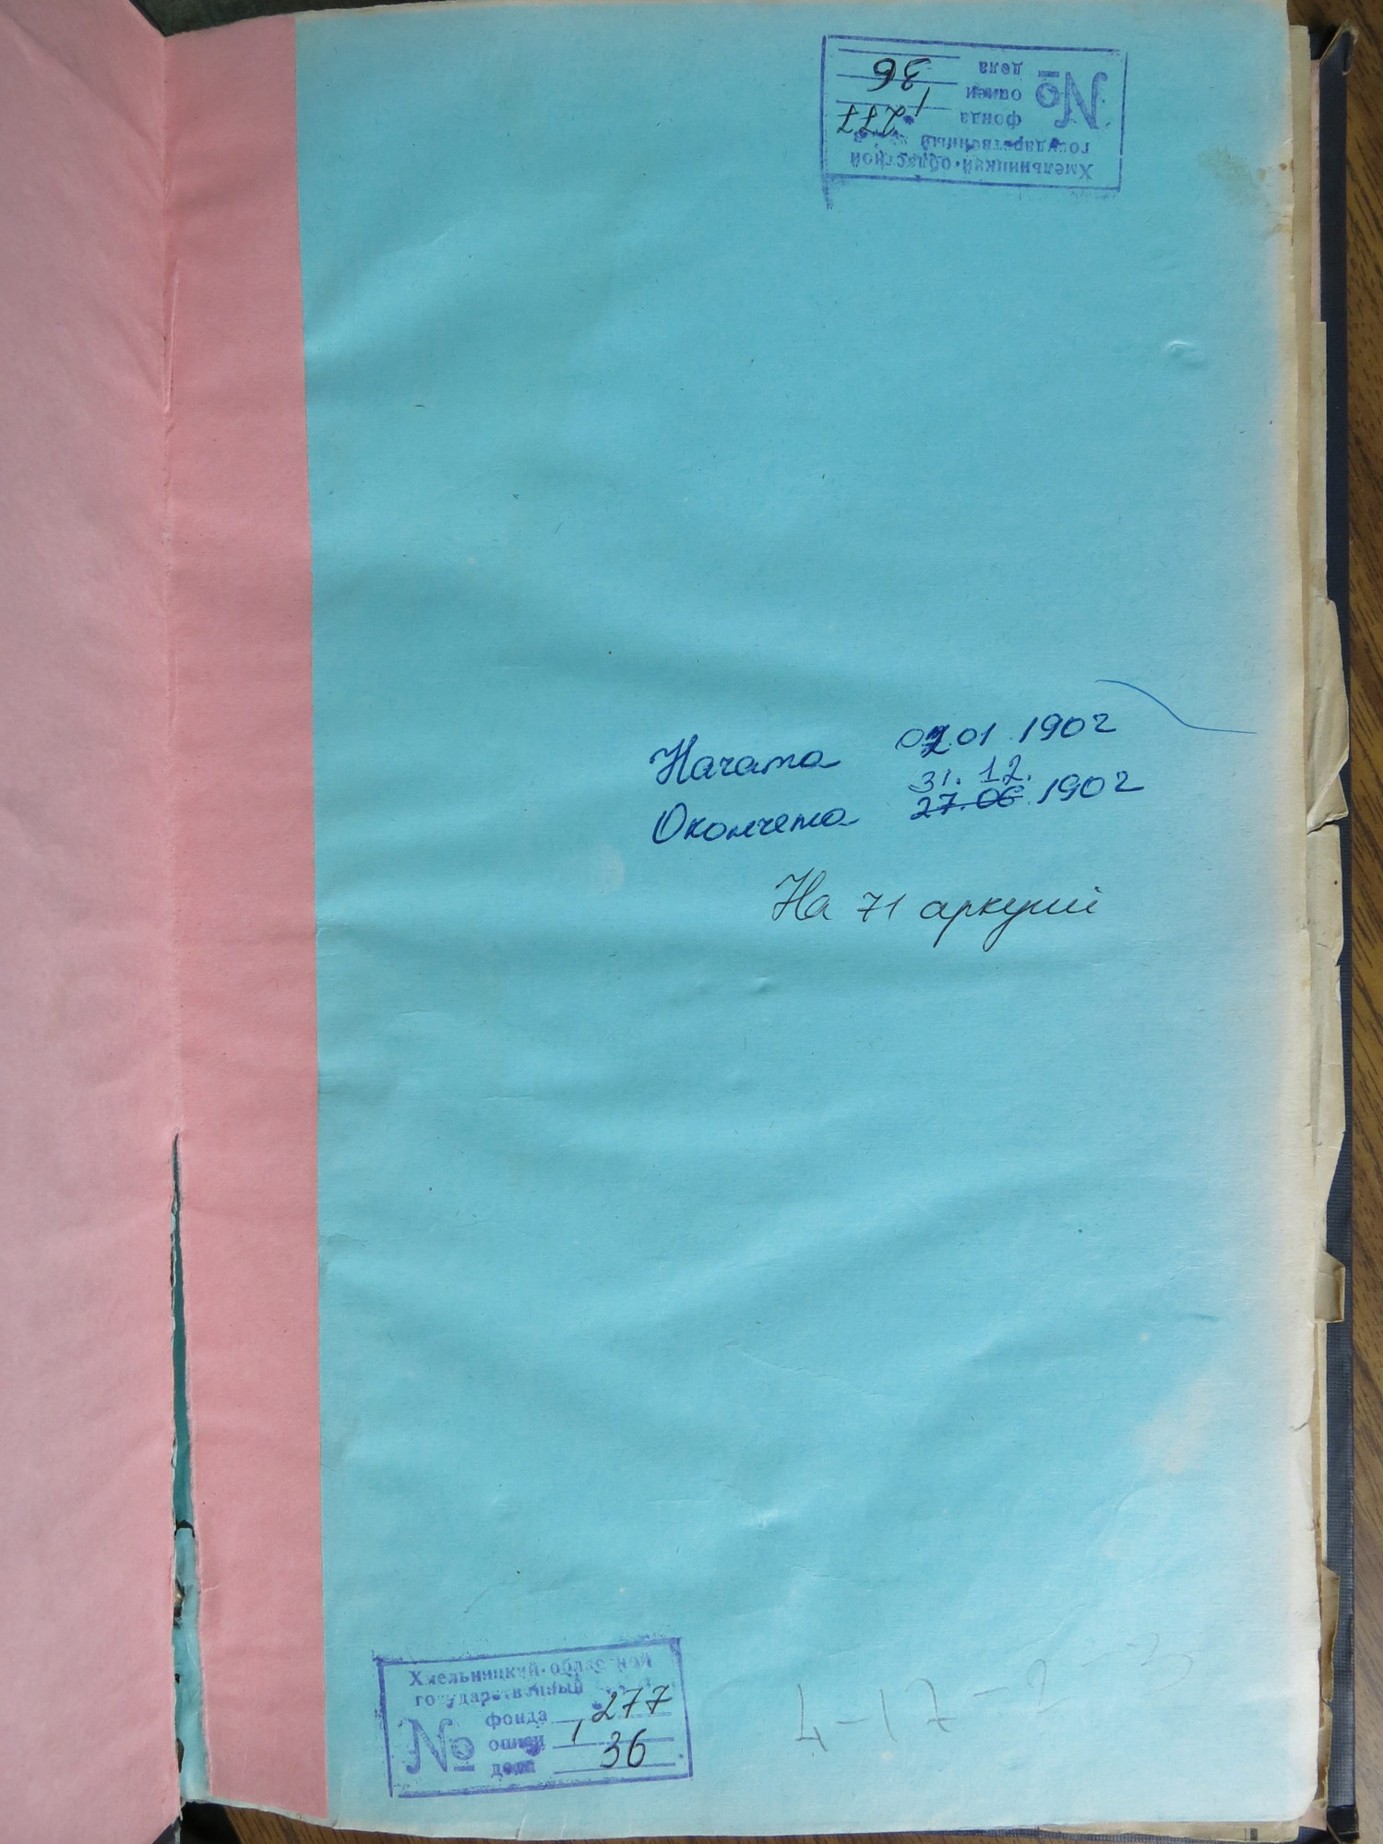 Хмельницкий областной
государственный
№ фонда 277
описи 1
дела 36
Начата 02.01.1902
31.12.
Окончена 27.06.1902
На 71 аркуші
Хмельницкий областной
государственный
фонда 277
№ описи 1
дела 36
4-17-2-3